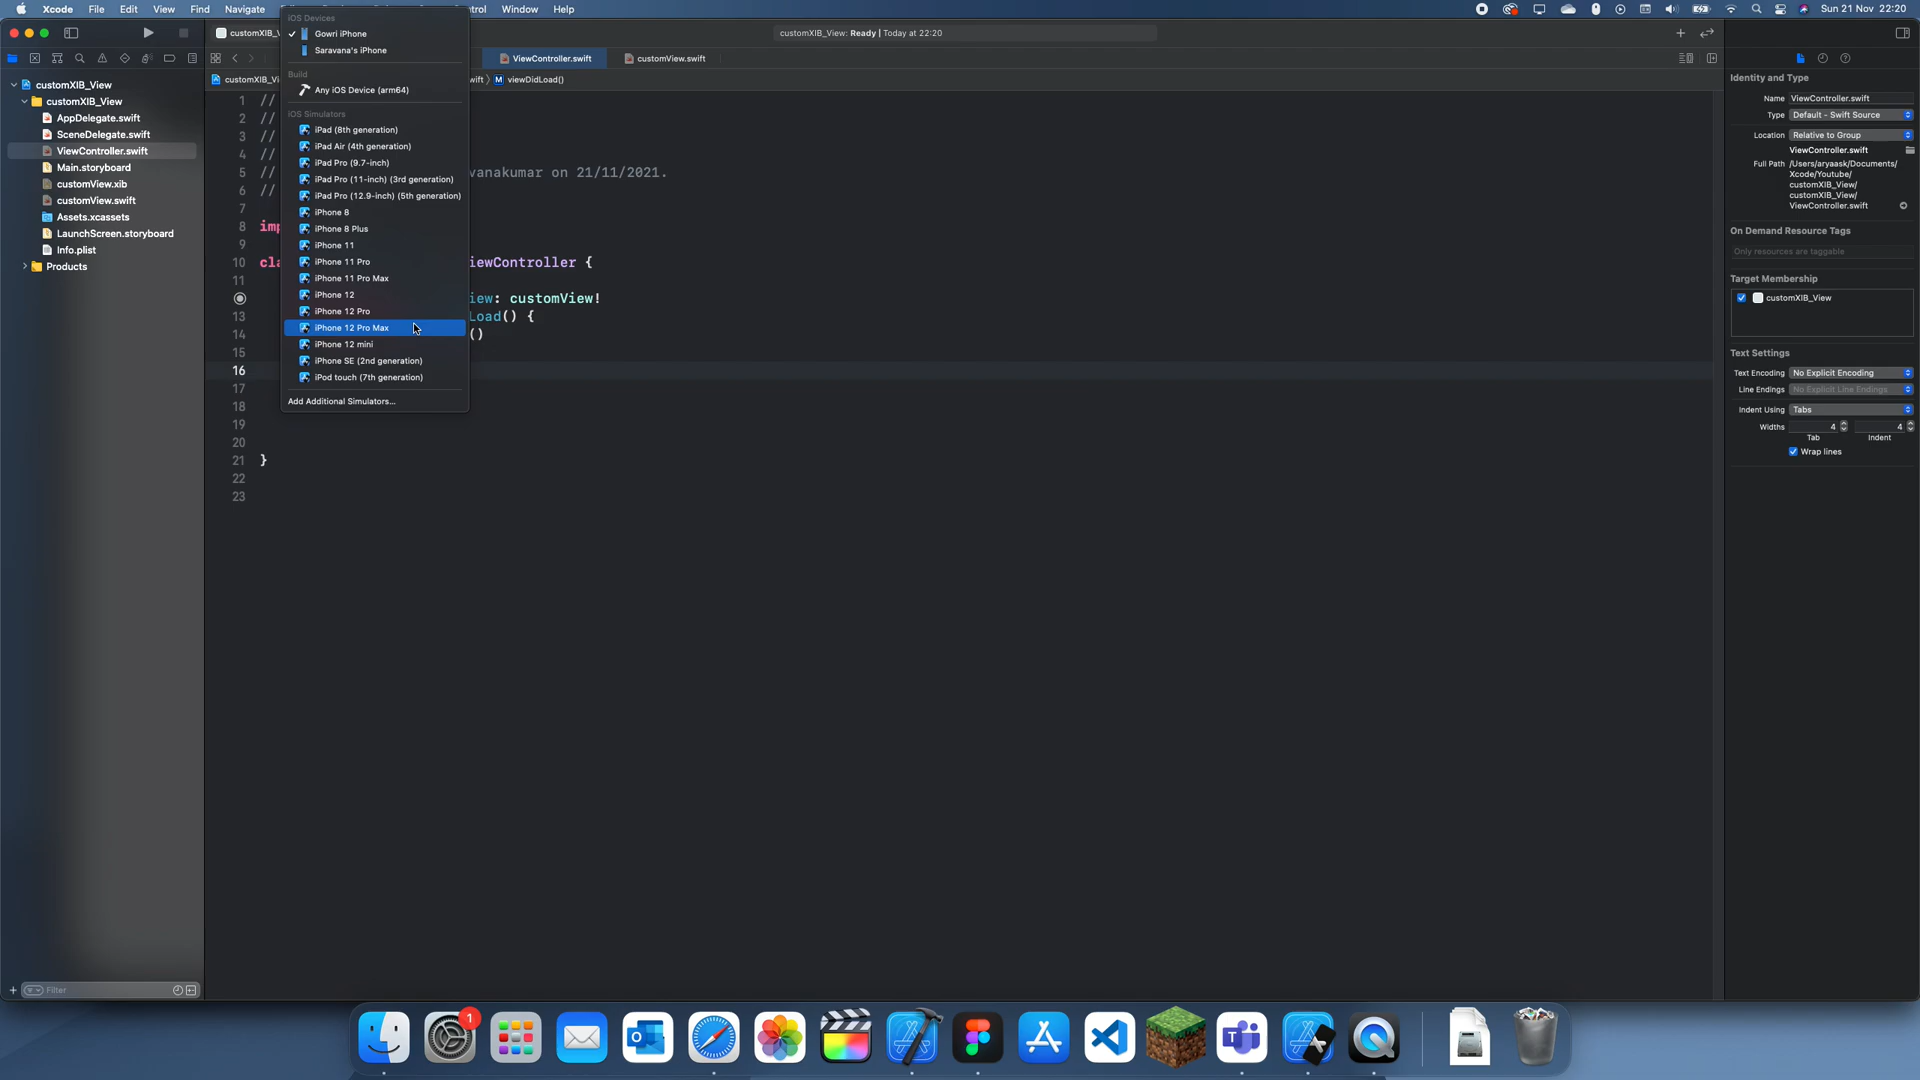 Xcode File Edit View Find Navigate Window Help
Sun 21 Nov 22:20
customXIB_View: Ready | Today at 22:20
iOS Devices
Gowri iPhone
Saravana's iPhone
Build
Any iOS Device (arm64)
iOS Simulators
iPad (8th generation)
iPad Air (4th generation)
iPad Pro (9.7-inch)
iPad Pro (11-inch) (3rd generation)
iPad Pro (12.9-inch) (5th generation)
iPhone 8
iPhone 8 Plus
iPhone 11
iPhone 11 Pro
iPhone 11 Pro Max
iPhone 12
iPhone 12 Pro
iPhone 12 Pro Max
iPhone 12 mini
iPhone SE (2nd generation)
iPod touch (7th generation)
Add Additional Simulators...
ViewController.swift customView.swift
viewDidLoad()
customXIB_View
customXIB_View
AppDelegate.swift
SceneDelegate.swift
ViewController.swift
Main.storyboard
customView.xib
customView.swift
Assets.xcassets
LaunchScreen.storyboard
Info.plist
Products
Filter
1 //
2 //
3 //
4 //
5 // vanakumar on 21/11/2021.
6 //
7
8
9
10 iewController {
11
iew: customView!
13 Load() {
14 ()
15
16
17
18
19
20
21 }
22
23
Identity and Type
Name ViewController.swift
Type Default - Swift Source
Location Relative to Group
ViewController.swift
Full Path /Users/aryaask/Documents/
Xcode/Youtube/
customXIB_View/
customXIB_View/
ViewController.swift
On Demand Resource Tags
Only resources are taggable
Target Membership
customXIB_View
Text Settings
Text Encoding No Explicit Encoding
Line Endings No Explicit Line Endings
Indent Using Tabs
Widths 4 4
Tab Indent
Wrap lines
1